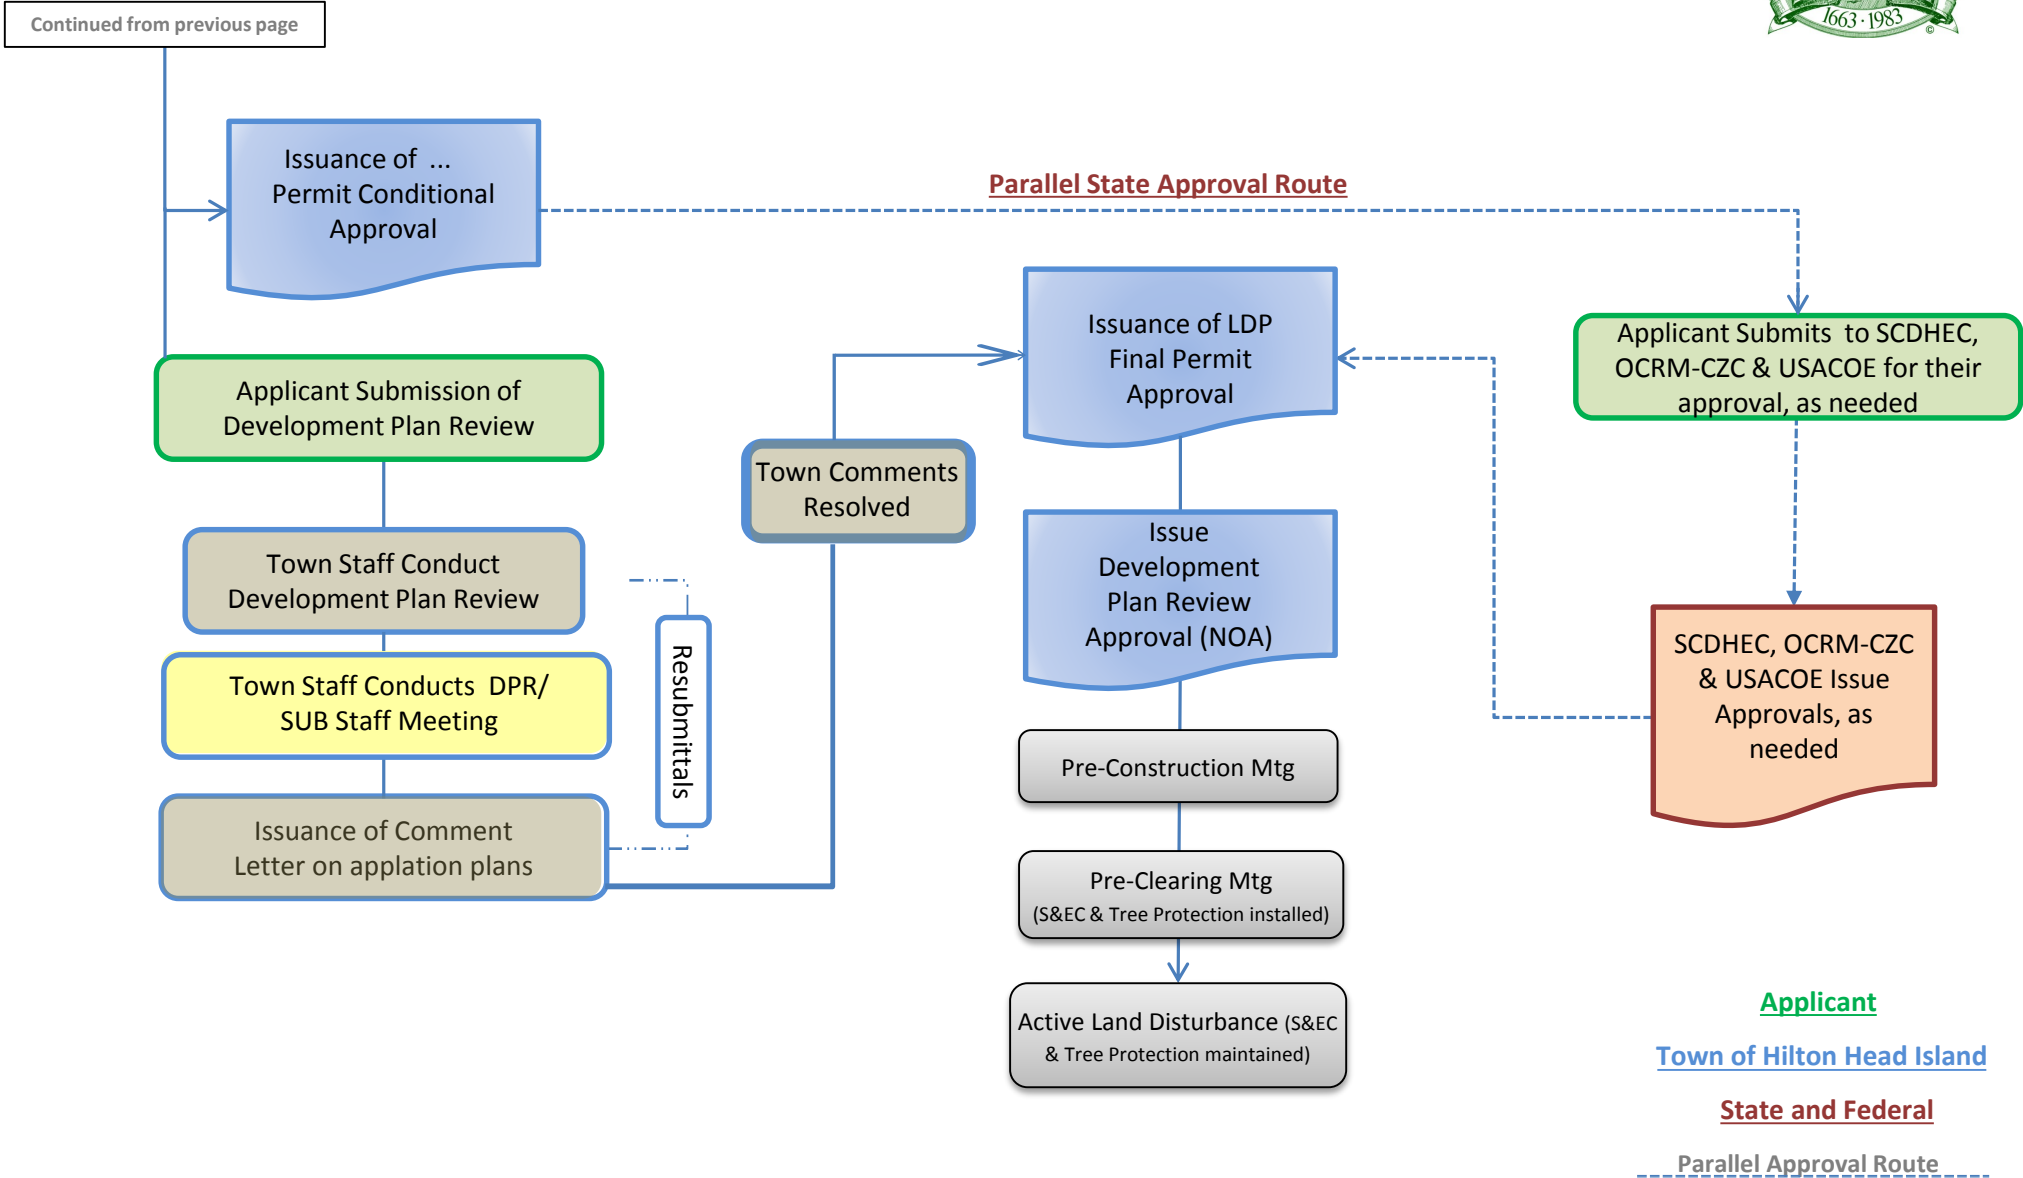 Continued from previous page
1663 · 1983
©
Issuance of ...
Permit Conditional
Approval
Parallel State Approval Route
Applicant Submission of
Development Plan Review
Town Staff Conduct
Development Plan Review
Town Staff Conducts DPR/
SUB Staff Meeting
Issuance of Comment
Letter on applation plans
Resubmittals
Town Comments
Resolved
Issuance of LDP
Final Permit
Approval
Issue
Development
Plan Review
Approval (NOA)
Pre-Construction Mtg
Pre-Clearing Mtg
(S&EC & Tree Protection installed)
Active Land Disturbance (S&EC
& Tree Protection maintained)
Applicant Submits to SCDHEC,
OCRM-CZC & USACOE for their
approval, as needed
SCDHEC, OCRM-CZC
& USACOE Issue
Approvals, as
needed
Applicant
Town of Hilton Head Island
State and Federal
Parallel Approval Route